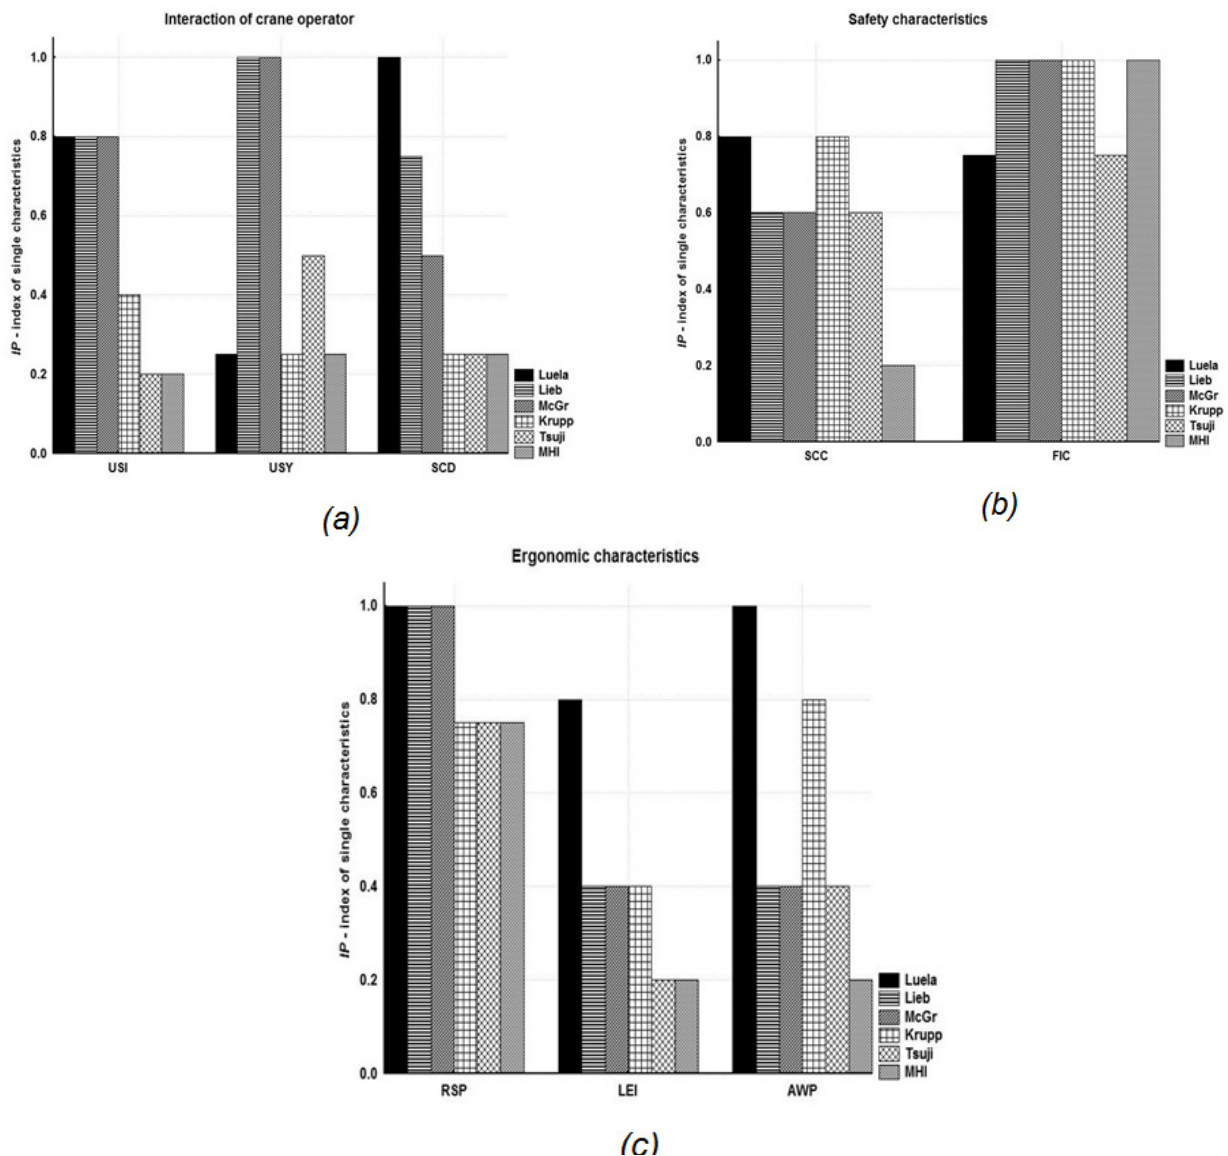 Interaction of crane operator
IP - index of single characteristics
1.0
0.8
0.6
0.4
0.2
0.0
USI USY SCD
Luela
Lieb
McGr
Krupp
Tsuji
MHI
(a)
Safety characteristics
IP - index of single characteristics
1.0
0.8
0.6
0.4
0.2
0.0
SCC FIC
Luela
Lieb
McGr
Krupp
Tsuji
MHI
(b)
Ergonomic characteristics
IP - index of single characteristics
1.0
0.8
0.6
0.4
0.2
0.0
RSP LEI AWP
Luela
Lieb
McGr
Krupp
Tsuji
MHI
(c)